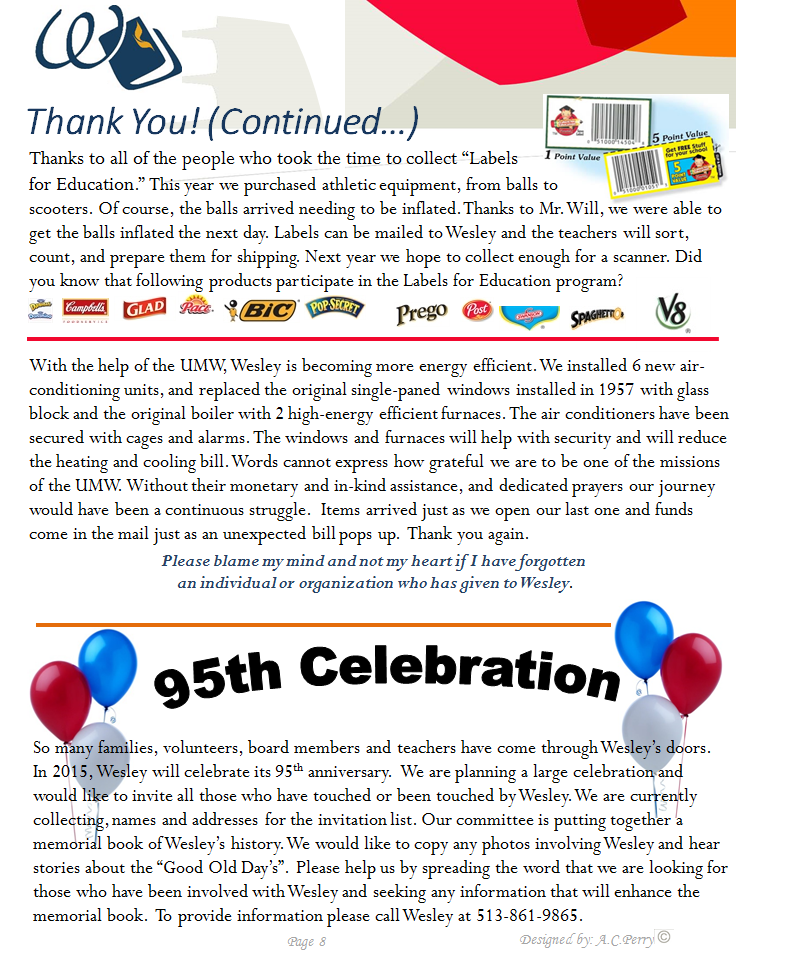 Thank You! (Continued...)
1 Point Value
5 Point Value
Get FREE Stuff
for your school!
5
POINT
VALUE
Thanks to all of the people who took the time to collect “Labels
for Education.” This year we purchased athletic equipment, from balls to
scooters. Of course, the balls arrived needing to be inflated. Thanks to Mr. Will, we were able to
get the balls inflated the next day. Labels can be mailed to Wesley and the teachers will sort,
count, and prepare them for shipping. Next year we hope to collect enough for a scanner. Did
you know that following products participate in the Labels for Education program?
Campbell's GLAD Race BiC POP·SECRET Prego Post SPAGHETTIOS V8
With the help of the UMW, Wesley is becoming more energy efficient. We installed 6 new air-
conditioning units, and replaced the original single-paned windows installed in 1957 with glass
block and the original boiler with 2 high-energy efficient furnaces. The air conditioners have been
secured with cages and alarms. The windows and furnaces will help with security and will reduce
the heating and cooling bill. Words cannot express how grateful we are to be one of the missions
of the UMW. Without their monetary and in-kind assistance, and dedicated prayers our journey
would have been a continuous struggle. Items arrived just as we open our last one and funds
come in the mail just as an unexpected bill pops up. Thank you again.
Please blame my mind and not my heart if I have forgotten
an individual or organization who has given to Wesley.
95th Celebration
So many families, volunteers, board members and teachers have come through Wesley’s doors.
In 2015, Wesley will celebrate its 95th anniversary. We are planning a large celebration and
would like to invite all those who have touched or been touched by Wesley. We are currently
collecting, names and addresses for the invitation list. Our committee is putting together a
memorial book of Wesley’s history. We would like to copy any photos involving Wesley and hear
stories about the “Good Old Day’s”. Please help us by spreading the word that we are looking for
those who have been involved with Wesley and seeking any information that will enhance the
memorial book. To provide information please call Wesley at 513-861-9865.
Page 8
Designed by: A.C.Perry ©